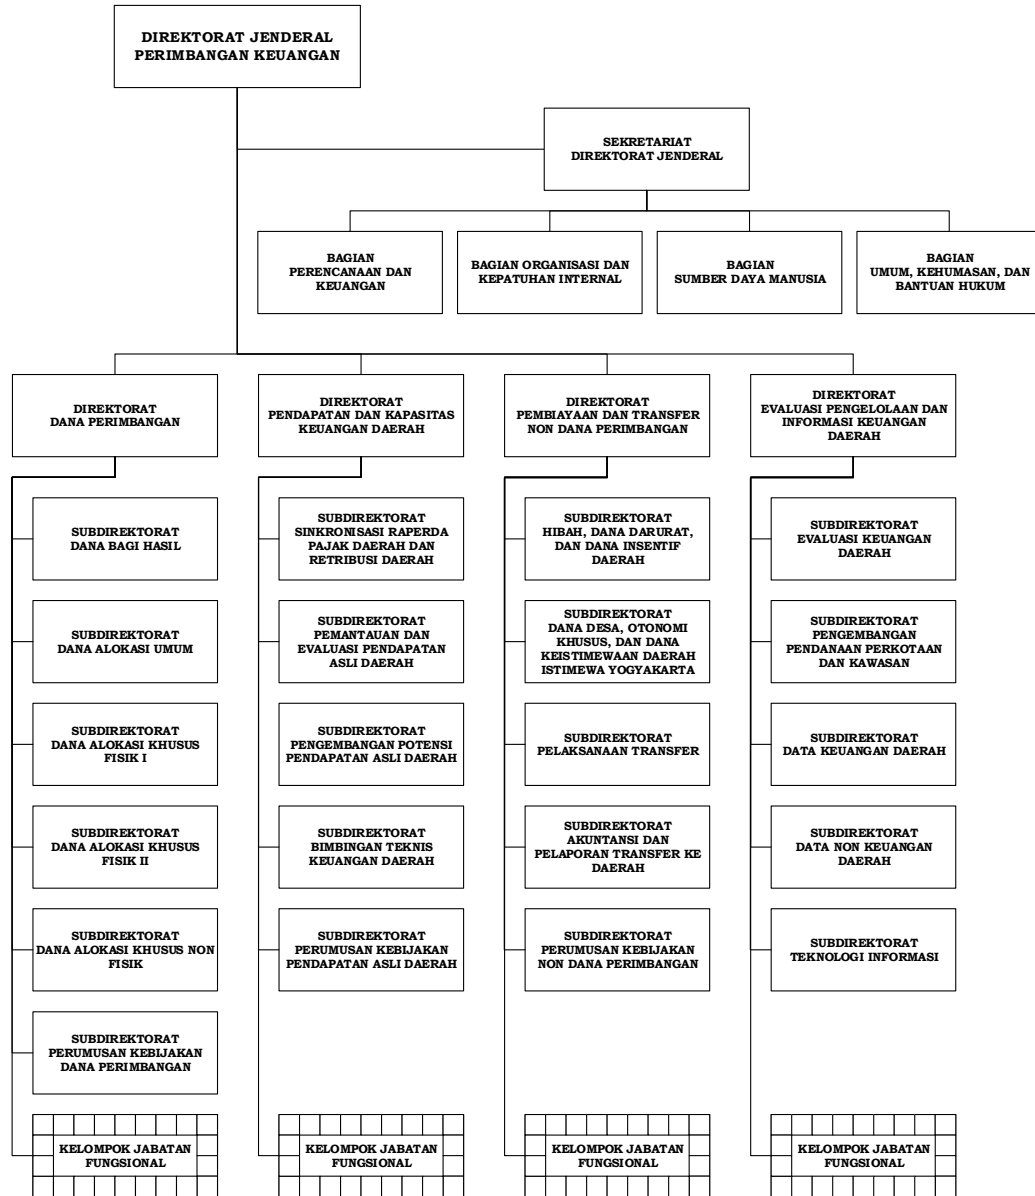 DIREKTORAT JENDERAL
PERIMBANGAN KEUANGAN
SEKRETARIAT
DIREKTORAT JENDERAL
BAGIAN
PERENCANAAN DAN
KEUANGAN
BAGIAN ORGANISASI DAN
KEPATUHAN INTERNAL
BAGIAN
SUMBER DAYA MANUSIA
BAGIAN
UMUM, KEHUMASAN, DAN
BANTUAN HUKUM
DIREKTORAT
DANA PERIMBANGAN
DIREKTORAT
PENDAPATAN DAN KAPASITAS
KEUANGAN DAERAH
DIREKTORAT
PEMBIAYAAN DAN TRANSFER
NON DANA PERIMBANGAN
DIREKTORAT
EVALUASI PENGELOLAAN DAN
INFORMASI KEUANGAN
DAERAH
SUBDIREKTORAT
DANA BAGI HASIL
SUBDIREKTORAT
DANA ALOKASI UMUM
SUBDIREKTORAT
DANA ALOKASI KHUSUS
FISIK I
SUBDIREKTORAT
DANA ALOKASI KHUSUS
FISIK II
SUBDIREKTORAT
DANA ALOKASI KHUSUS NON
FISIK
SUBDIREKTORAT
PERUMUSAN KEBIJAKAN
DANA PERIMBANGAN
KELOMPOK JABATAN
FUNGSIONAL
SUBDIREKTORAT
SINKRONISASI RAPERDA
PAJAK DAERAH DAN
RETRIBUSI DAERAH
SUBDIREKTORAT
PEMANTAUAN DAN
EVALUASI PENDAPATAN
ASLI DAERAH
SUBDIREKTORAT
PENGEMBANGAN POTENSI
PENDAPATAN ASLI DAERAH
SUBDIREKTORAT
BIMBINGAN TEKNIS
KEUANGAN DAERAH
SUBDIREKTORAT
PERUMUSAN KEBIJAKAN
PENDAPATAN ASLI DAERAH
KELOMPOK JABATAN
FUNGSIONAL
SUBDIREKTORAT
HIBAH, DANA DARURAT,
DAN DANA INSENTIF
DAERAH
SUBDIREKTORAT
DANA DESA, OTONOMI
KHUSUS, DAN DANA
KEISTIMEWAAN DAERAH
ISTIMEWA YOGYAKARTA
SUBDIREKTORAT
PELAKSANAAN TRANSFER
SUBDIREKTORAT
AKUNTANSI DAN
PELAPORAN TRANSFER KE
DAERAH
SUBDIREKTORAT
PERUMUSAN KEBIJAKAN
NON DANA PERIMBANGAN
KELOMPOK JABATAN
FUNGSIONAL
SUBDIREKTORAT
EVALUASI KEUANGAN
DAERAH
SUBDIREKTORAT
PENGEMBANGAN
PENDANAAN PERKOTAAN
DAN KAWASAN
SUBDIREKTORAT
DATA KEUANGAN DAERAH
SUBDIREKTORAT
DATA NON KEUANGAN
DAERAH
SUBDIREKTORAT
TEKNOLOGI INFORMASI
KELOMPOK JABATAN
FUNGSIONAL